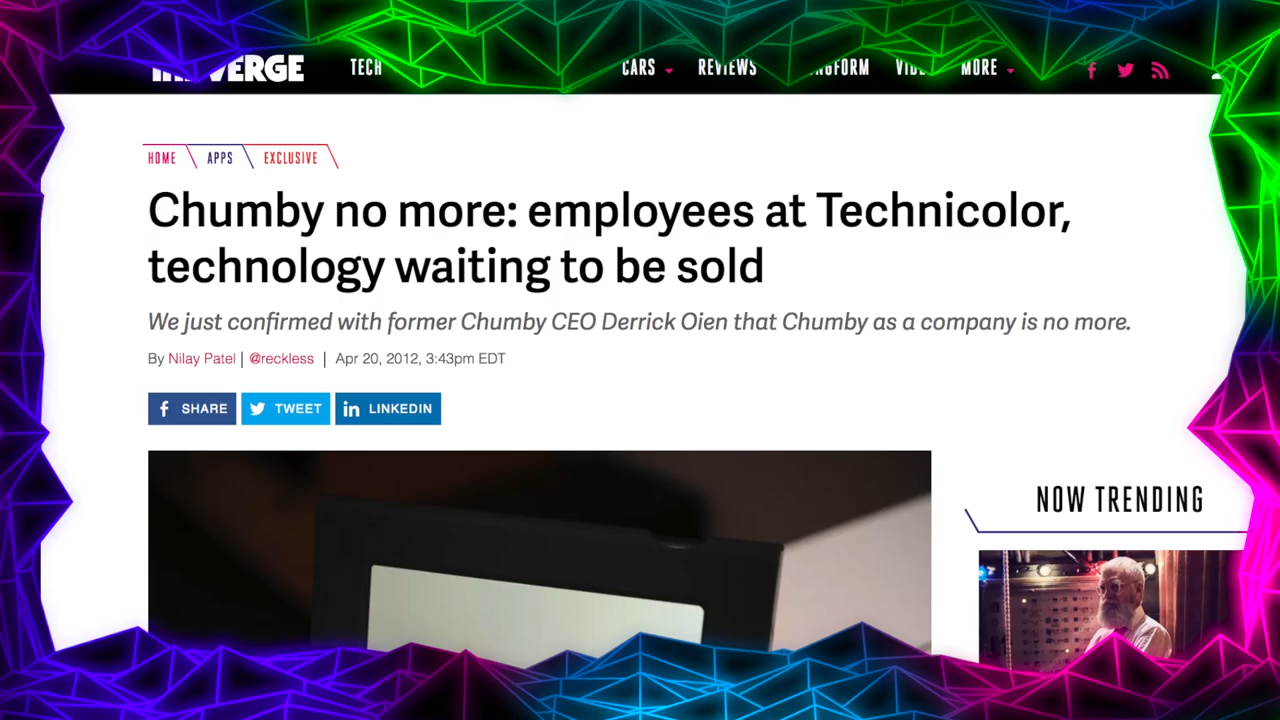 VERGE
TECH
CARS
REVIEWS
MORE
HOME
APPS
EXCLUSIVE
Chumby no more: employees at Technicolor,
technology waiting to be sold
We just confirmed with former Chumby CEO Derrick Oien that Chumby as a company is no more.
By Nilay Patel | @reckless | Apr 20, 2012, 3:43pm EDT
SHARE
TWEET
LINKEDIN
NOW TRENDING